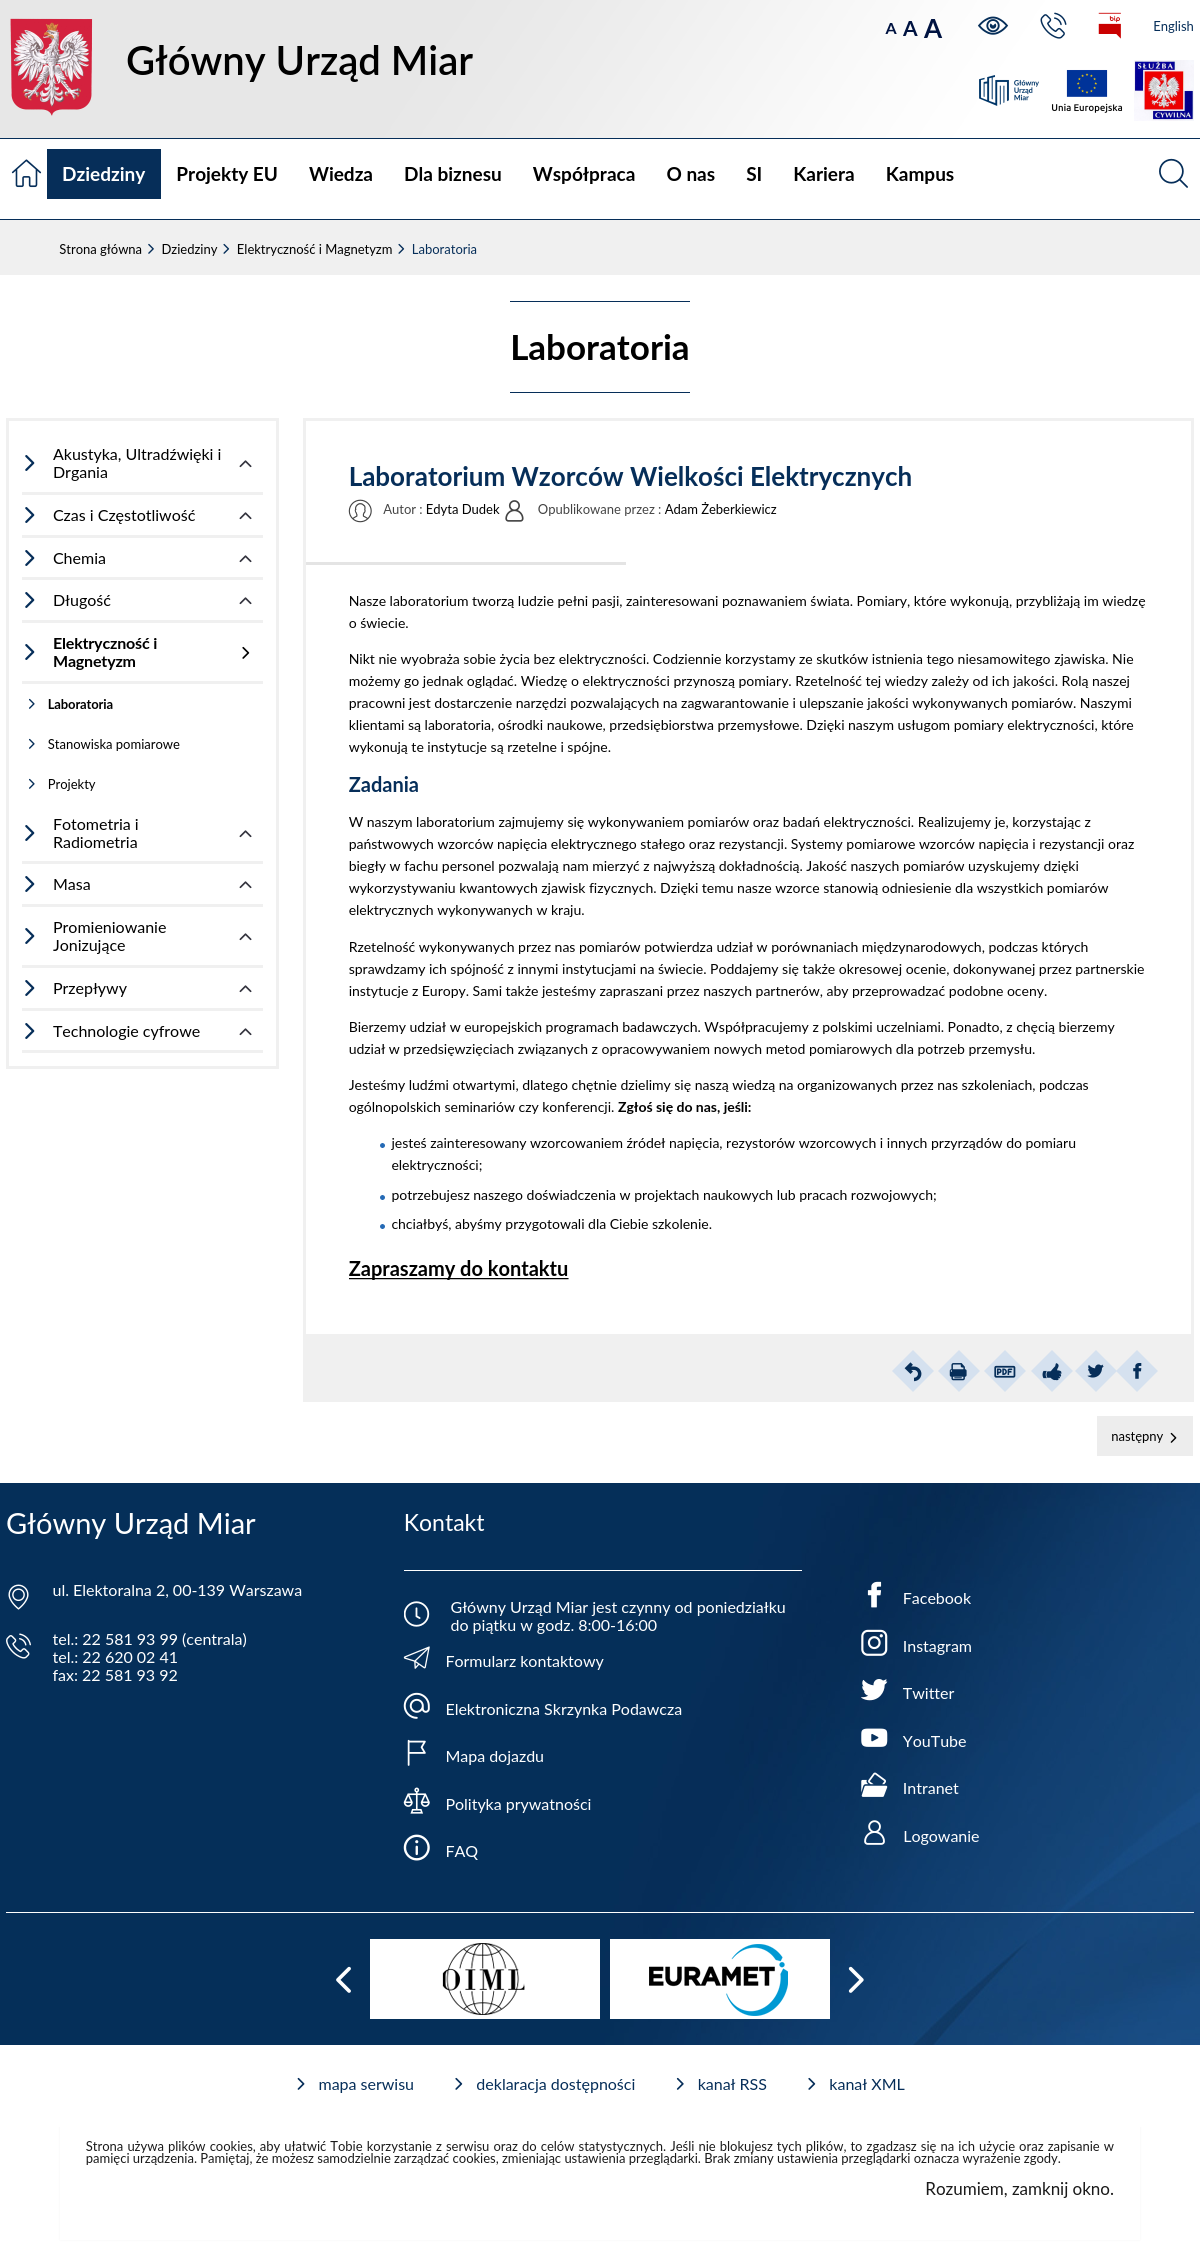 Główny Urząd Miar
A A A
bip
English
Główny
Urząd
Miar
Unia Europejska
SŁUŻBA
CYWILNA
Dziedziny Projekty EU Wiedza Dla biznesu Współpraca O nas SI Kariera Kampus
Strona główna Dziedziny Elektryczność i Magnetyzm Laboratoria
Laboratoria
Akustyka, Ultradźwięki i
Drgania
Czas i Częstotliwość
Chemia
Długość
Elektryczność i
Magnetyzm
Laboratoria
Stanowiska pomiarowe
Projekty
Fotometria i
Radiometria
Masa
Promieniowanie
Jonizujące
Przepływy
Technologie cyfrowe
Laboratorium Wzorców Wielkości Elektrycznych
Autor : Edyta Dudek Opublikowane przez : Adam Żeberkiewicz
Nasze laboratorium tworzą ludzie pełni pasji, zainteresowani poznawaniem świata. Pomiary, które wykonują, przybliżają im wiedzę
o świecie.
Nikt nie wyobraża sobie życia bez elektryczności. Codziennie korzystamy ze skutków istnienia tego niesamowitego zjawiska. Nie
możemy go jednak oglądać. Wiedzę o elektryczności przynoszą pomiary. Rzetelność tej wiedzy zależy od ich jakości. Rolą naszej
pracowni jest dostarczenie narzędzi pozwalających na zagwarantowanie i ulepszanie jakości wykonywanych pomiarów. Naszymi
klientami są laboratoria, ośrodki naukowe, przedsiębiorstwa przemysłowe. Dzięki naszym usługom pomiary elektryczności, które
wykonują te instytucje są rzetelne i spójne.
Zadania
W naszym laboratorium zajmujemy się wykonywaniem pomiarów oraz badań elektryczności. Realizujemy je, korzystając z
państwowych wzorców napięcia elektrycznego stałego oraz rezystancji. Systemy pomiarowe wzorców napięcia i rezystancji oraz
biegły w fachu personel pozwalają nam mierzyć z najwyższą dokładnością. Jakość naszych pomiarów uzyskujemy dzięki
wykorzystywaniu kwantowych zjawisk fizycznych. Dzięki temu nasze wzorce stanowią odniesienie dla wszystkich pomiarów
elektrycznych wykonywanych w kraju.
Rzetelność wykonywanych przez nas pomiarów potwierdza udział w porównaniach międzynarodowych, podczas których
sprawdzamy ich spójność z innymi instytucjami na świecie. Poddajemy się także okresowej ocenie, dokonywanej przez partnerskie
instytucje z Europy. Sami także jesteśmy zapraszani przez naszych partnerów, aby przeprowadzać podobne oceny.
Bierzemy udział w europejskich programach badawczych. Współpracujemy z polskimi uczelniami. Ponadto, z chęcią bierzemy
udział w przedsięwzięciach związanych z opracowywaniem nowych metod pomiarowych dla potrzeb przemysłu.
Jesteśmy ludźmi otwartymi, dlatego chętnie dzielimy się naszą wiedzą na organizowanych przez nas szkoleniach, podczas
ogólnopolskich seminariów czy konferencji. Zgłoś się do nas, jeśli:
jesteś zainteresowany wzorcowaniem źródeł napięcia, rezystorów wzorcowych i innych przyrządów do pomiaru
elektryczności;
potrzebujesz naszego doświadczenia w projektach naukowych lub pracach rozwojowych;
chciałbyś, abyśmy przygotowali dla Ciebie szkolenie.
Zapraszamy do kontaktu
PDF
następny
Główny Urząd Miar
ul. Elektoralna 2, 00-139 Warszawa
tel.: 22 581 93 99 (centrala)
tel.: 22 620 02 41
fax: 22 581 93 92
Kontakt
Główny Urząd Miar jest czynny od poniedziałku
do piątku w godz. 8:00-16:00
Formularz kontaktowy
Elektroniczna Skrzynka Podawcza
Mapa dojazdu
Polityka prywatności
FAQ
Facebook
Instagram
Twitter
YouTube
Intranet
Logowanie
OIML
EURAMET
mapa serwisu deklaracja dostępności kanał RSS kanał XML
Strona używa plików cookies, aby ułatwić Tobie korzystanie z serwisu oraz do celów statystycznych. Jeśli nie blokujesz tych plików, to zgadzasz się na ich użycie oraz zapisanie w
pamięci urządzenia. Pamiętaj, że możesz samodzielnie zarządzać cookies, zmieniając ustawienia przeglądarki. Brak zmiany ustawienia przeglądarki oznacza wyrażenie zgody.
Rozumiem, zamknij okno.